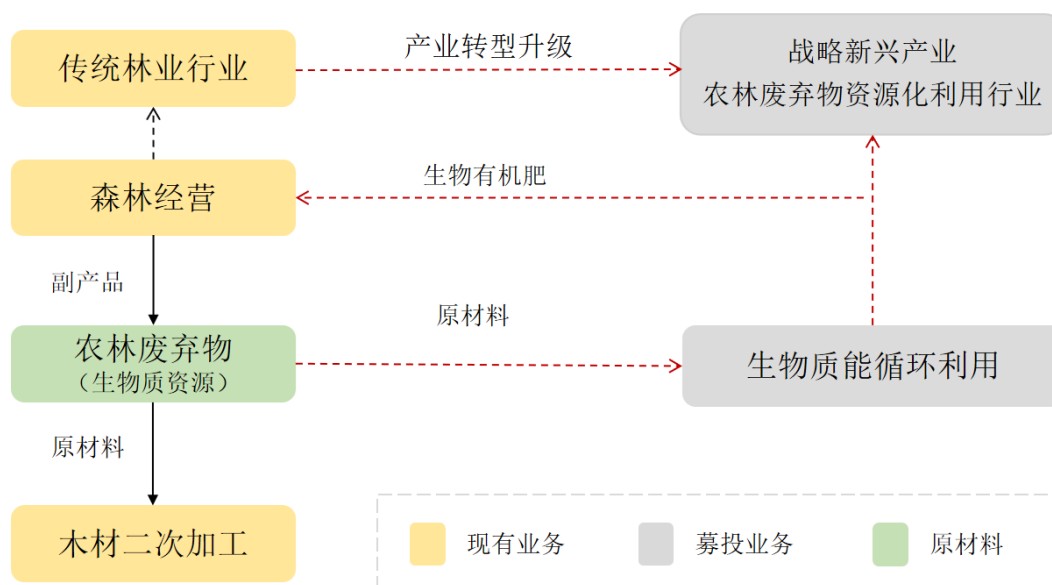 传统林业行业
产业转型升级
战略新兴产业
农林废弃物资源化利用行业
森林经营
生物有机肥
副产品
农林废弃物
（生物质资源）
原材料
生物质能循环利用
原材料
木材二次加工
现有业务
募投业务
原材料